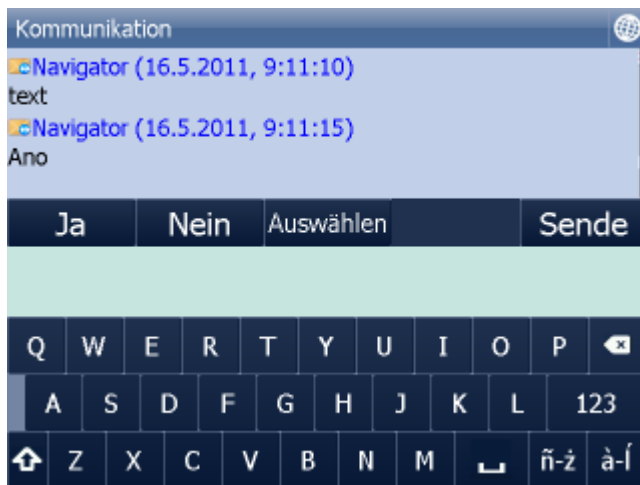 Kommunikation
Navigator (16.5.2011, 9:11:10)
text
Navigator (16.5.2011, 9:11:15)
Ano
Ja Nein Auswählen Sende
Q W E R T Y U I O P
A S D F G H J K L 123
Z X C V B N M ñ-ż à-Í